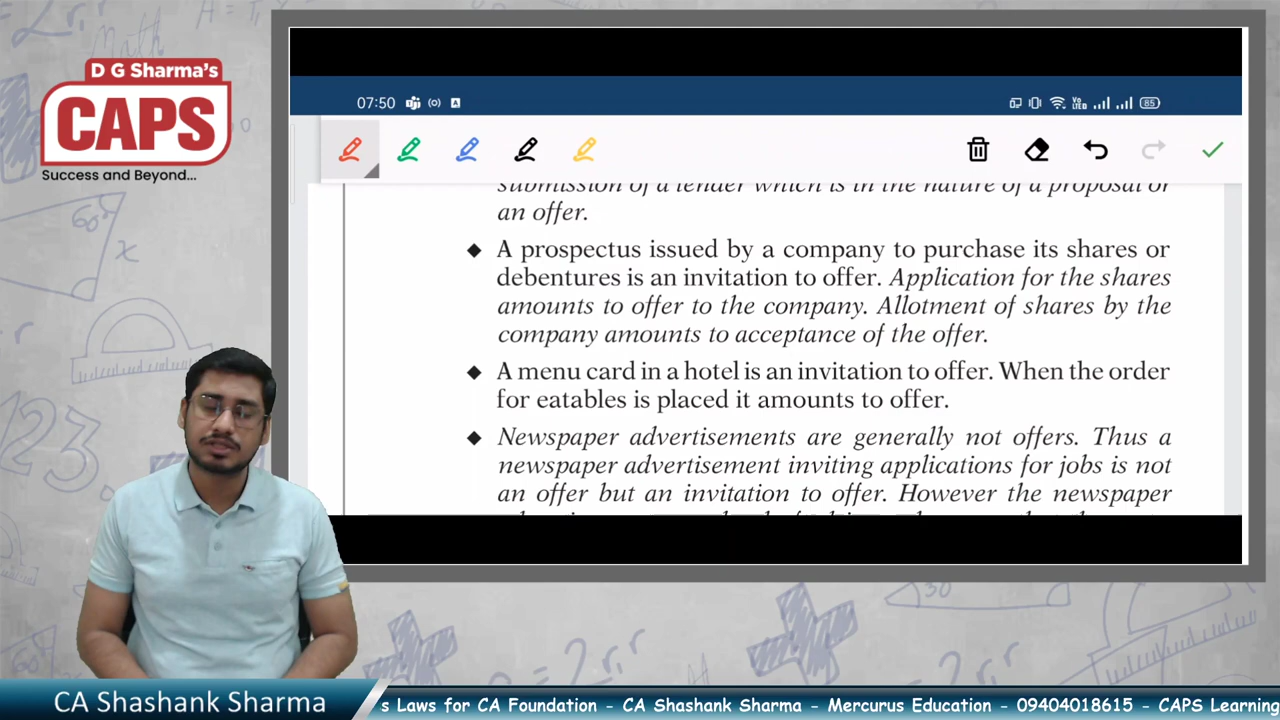 D G Sharma's
CAPS
Success and Beyond...
07:50
85
submission of a tender which is in the nature of a proposal or
an offer.
◆ A prospectus issued by a company to purchase its shares or
debentures is an invitation to offer. Application for the shares
amounts to offer to the company. Allotment of shares by the
company amounts to acceptance of the offer.
◆ A menu card in a hotel is an invitation to offer. When the order
for eatables is placed it amounts to offer.
◆ Newspaper advertisements are generally not offers. Thus a
newspaper advertisement inviting applications for jobs is not
an offer but an invitation to offer. However the newspaper
CA Shashank Sharma
s Laws for CA Foundation - CA Shashank Sharma - Mercurus Education - 09404018615 - CAPS Learning